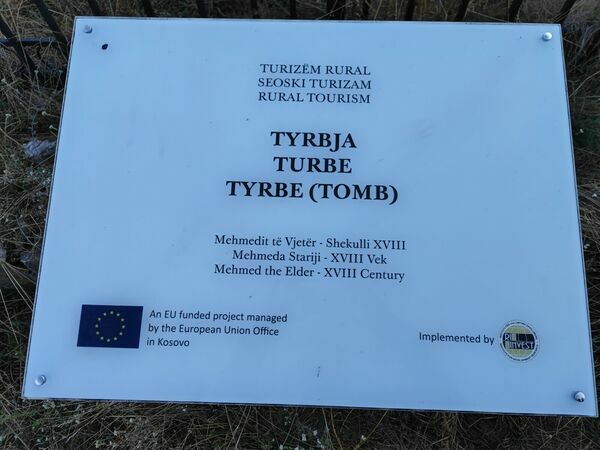 TURIZËM RURAL
SEOSKI TURIZAM
RURAL TOURISM
TYRBJA
TURBE
TYRBE (TOMB)
Mehmedit të Vjetër - Shekulli XVIII
Mehmeda Stariji - XVIII Vek
Mehmed the Elder - XVIII Century
An EU funded project managed
by the European Union Office
in Kosovo
Implemented by
INVEST